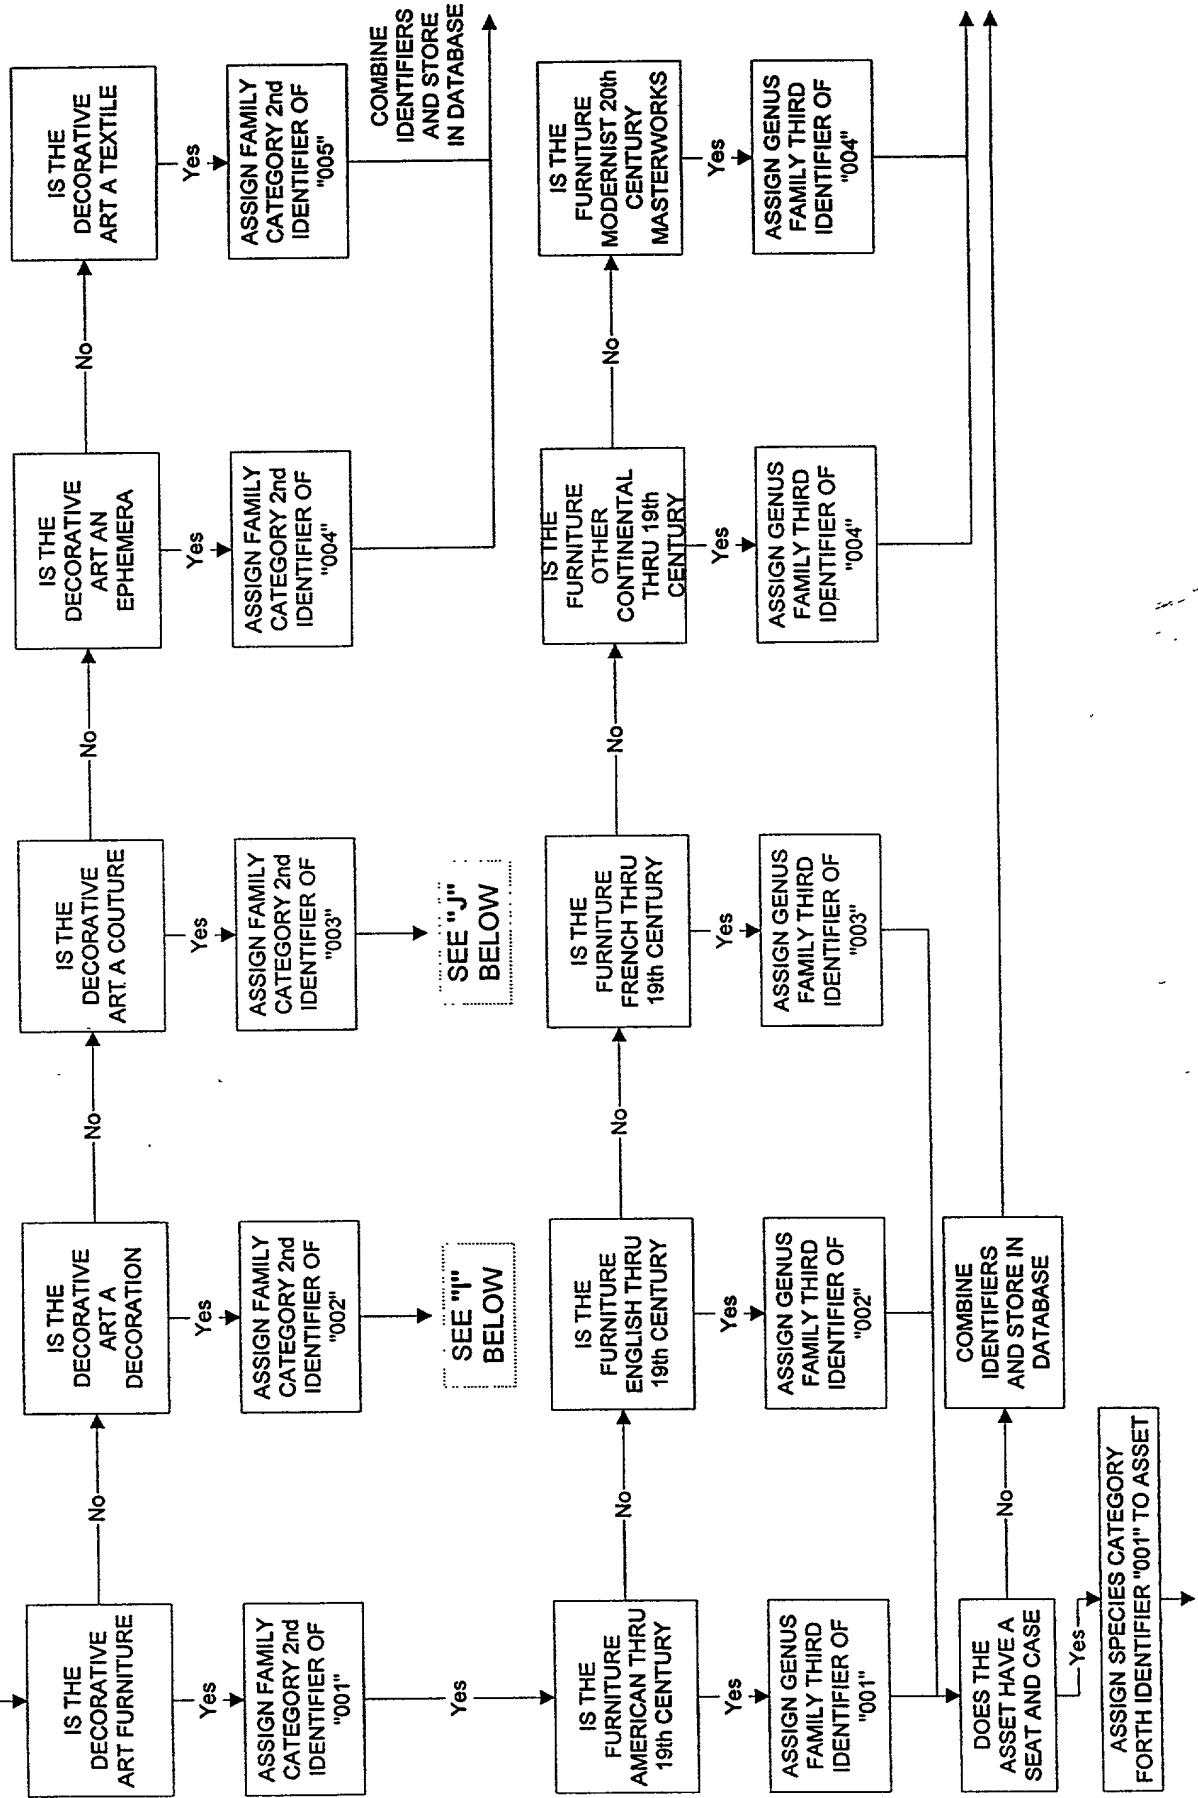 IS THE
DECORATIVE
ART FURNITURE
No
IS THE
DECORATIVE
ART A
DECORATION
No
IS THE
DECORATIVE
ART A COUTURE
No
IS THE
DECORATIVE
ART AN
EPHEMERA
No
IS THE
DECORATIVE
ART A TEXTILE
Yes
Yes
Yes
Yes
Yes
ASSIGN FAMILY
CATEGORY 2nd
IDENTIFIER OF
"001"
ASSIGN FAMILY
CATEGORY 2nd
IDENTIFIER OF
"002"
ASSIGN FAMILY
CATEGORY 2nd
IDENTIFIER OF
"003"
ASSIGN FAMILY
CATEGORY 2nd
IDENTIFIER OF
"004"
ASSIGN FAMILY
CATEGORY 2nd
IDENTIFIER OF
"005"
Yes
SEE "I"
BELOW
SEE "J"
BELOW
COMBINE
IDENTIFIERS
AND STORE
IN DATABASE
IS THE
FURNITURE
AMERICAN THRU
19th CENTURY
No
IS THE
FURNITURE
ENGLISH THRU
19th CENTURY
No
IS THE
FURNITURE
FRENCH THRU
19th CENTURY
No
IS THE
FURNITURE
OTHER
CONTINENTAL
THRU 19th
CENTURY
No
IS THE
FURNITURE
MODERNIST 20th
CENTURY
MASTERWORKS
Yes
Yes
Yes
Yes
Yes
ASSIGN GENUS
FAMILY THIRD
IDENTIFIER OF
"001"
ASSIGN GENUS
FAMILY THIRD
IDENTIFIER OF
"002"
ASSIGN GENUS
FAMILY THIRD
IDENTIFIER OF
"003"
ASSIGN GENUS
FAMILY THIRD
IDENTIFIER OF
"004"
ASSIGN GENUS
FAMILY THIRD
IDENTIFIER OF
"004"
DOES THE
ASSET HAVE A
SEAT AND CASE
No
COMBINE
IDENTIFIERS
AND STORE IN
DATABASE
Yes
ASSIGN SPECIES CATEGORY
FORTH IDENTIFIER "001" TO ASSET